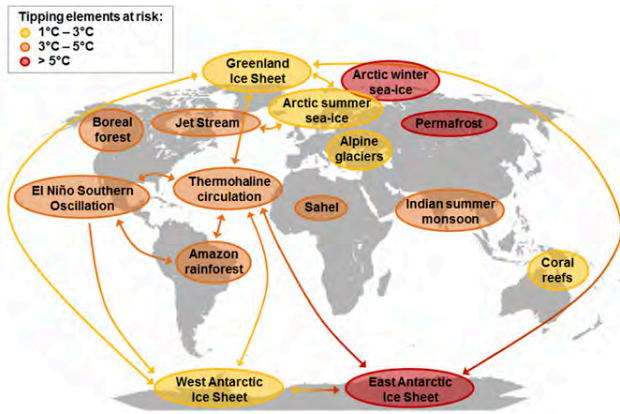 Tipping elements at risk:
1°C – 3°C
3°C – 5°C
> 5°C
Greenland
Ice Sheet
Arctic winter
sea-ice
Arctic summer
sea-ice
Boreal
forest
Jet Stream
Permafrost
Alpine
glaciers
El Niño Southern
Oscillation
Thermohaline
circulation
Sahel
Indian summer
monsoon
Amazon
rainforest
Coral
reefs
West Antarctic
Ice Sheet
East Antarctic
Ice Sheet